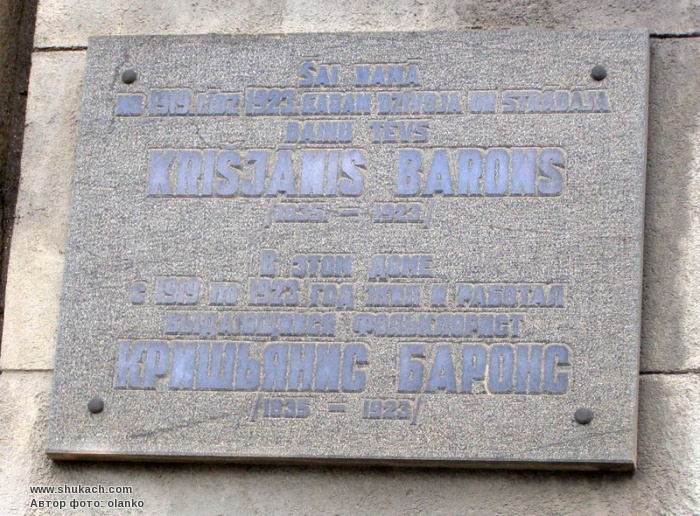 ŠAI NAMĀ
NO 1919. LĪDZ 1923. GADAM DZĪVOJA UN STRĀDĀJA
DAIŅU TĒVS
KRIŠJĀNIS BARONS
/1835 – 1923/
В ЭТОМ ДОМЕ
С 1919 ПО 1923 ГОД ЖИЛ И РАБОТАЛ
ВЫДАЮЩИЙСЯ ФОЛЬКЛОРИСТ
КРИШЬЯНИС БАРОНС
/1835 – 1923/
www.shukach.com
Автор фото: olanko